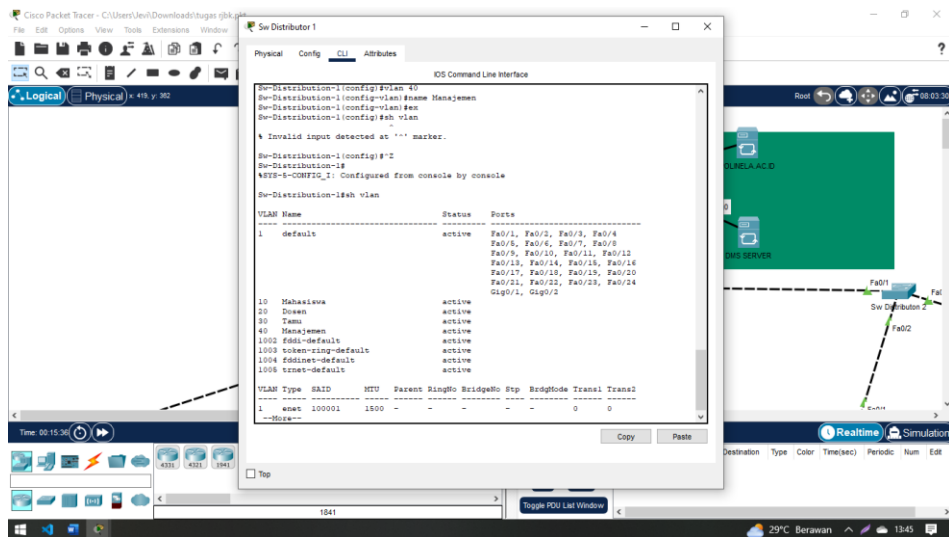 Cisco Packet Tracer - C:\Users\Jevi\Downloads\tugas rjbk.pkt
File Edit Options View Tools Extensions Window
Logical
Physical
x: 419, y: 382
Root
08:03:30
Sw Distributor 1
Physical Config CLI Attributes
IOS Command Line Interface
Sw-Distribution-1(config)#vlan 40
Sw-Distribution-1(config-vlan)#name Manajemen
Sw-Distribution-1(config-vlan)#ex
Sw-Distribution-1(config)#sh vlan
^
% Invalid input detected at '^' marker.
Sw-Distribution-1(config)#^Z
Sw-Distribution-1#
%SYS-5-CONFIG_I: Configured from console by console
Sw-Distribution-1#sh vlan
VLAN Name Status Ports
---- -------------------------------- --------- -------------------------------
1 default active Fa0/1, Fa0/2, Fa0/3, Fa0/4
Fa0/5, Fa0/6, Fa0/7, Fa0/8
Fa0/9, Fa0/10, Fa0/11, Fa0/12
Fa0/13, Fa0/14, Fa0/15, Fa0/16
Fa0/17, Fa0/18, Fa0/19, Fa0/20
Fa0/21, Fa0/22, Fa0/23, Fa0/24
Gig0/1, Gig0/2
10 Mahasiswa active
20 Dosen active
30 Tamu active
40 Manajemen active
1002 fddi-default active
1003 token-ring-default active
1004 fddinet-default active
1005 trnet-default active
VLAN Type SAID MTU Parent RingNo BridgeNo Stp BrdgMode Trans1 Trans2
---- ----- ---------- ----- ------ ------ -------- ---- -------- ------ ------
1 enet 100001 1500 - - - - - 0 0
--More--
Copy
Paste
Top
OLINELA.AC.ID
DMS SERVER
Fa0/1
Sw Distributon 2
Fa0/2
Time: 00:15:36
Realtime
Simulation
4331 4321 1941
1841
Toggle PDU List Window
Destination Type Color Time(sec) Periodic Num Edit
29°C Berawan
13:45